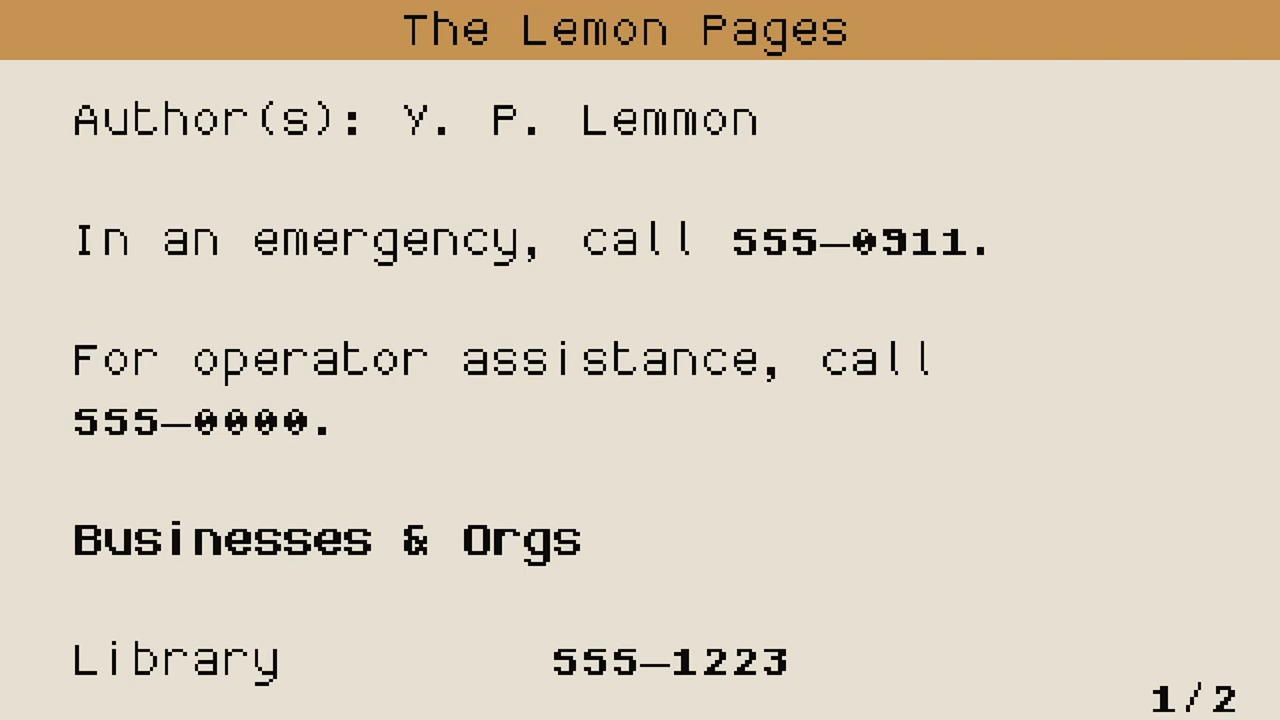 The Lemon Pages
Author(s): Y. P. Lemmon
In an emergency, call 555–0911.
For operator assistance, call
555–0000.
Businesses & Orgs
Library 555–1223
1/2